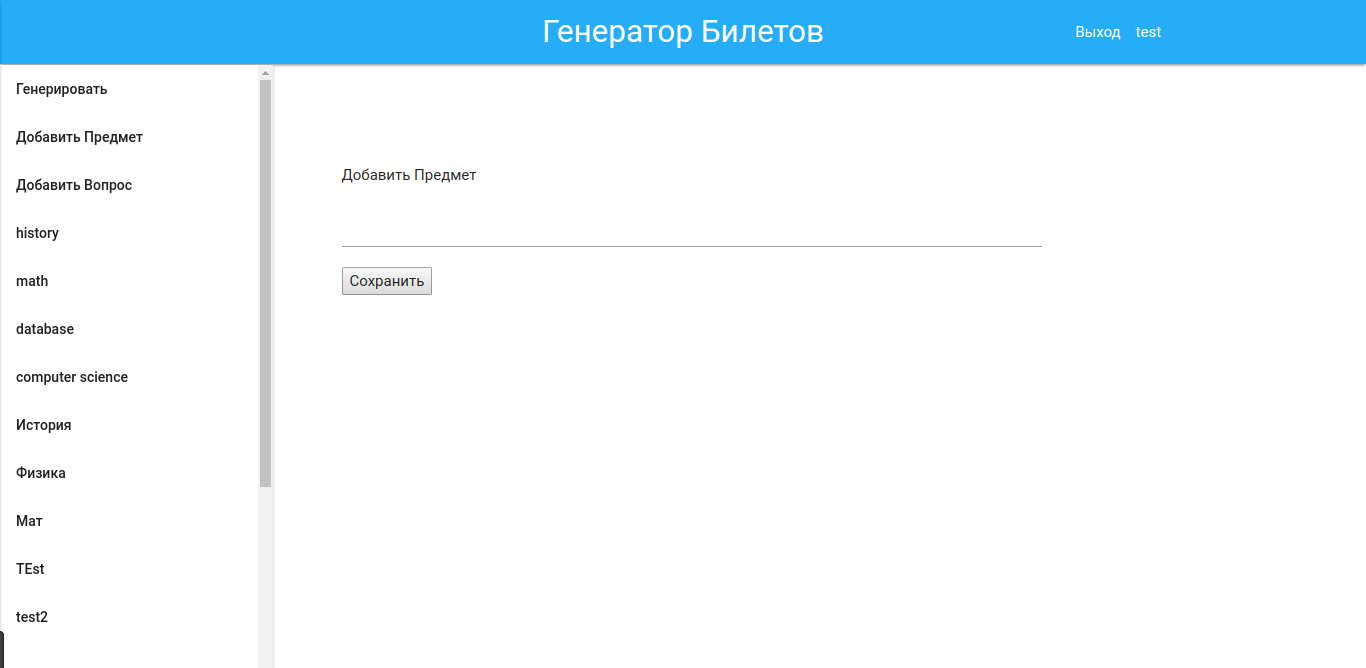 Генератор Билетов
Выход test
Генерировать
Добавить Предмет
Добавить Вопрос
history
math
database
computer science
История
Физика
Мат
TEst
test2
Добавить Предмет
Сохранить